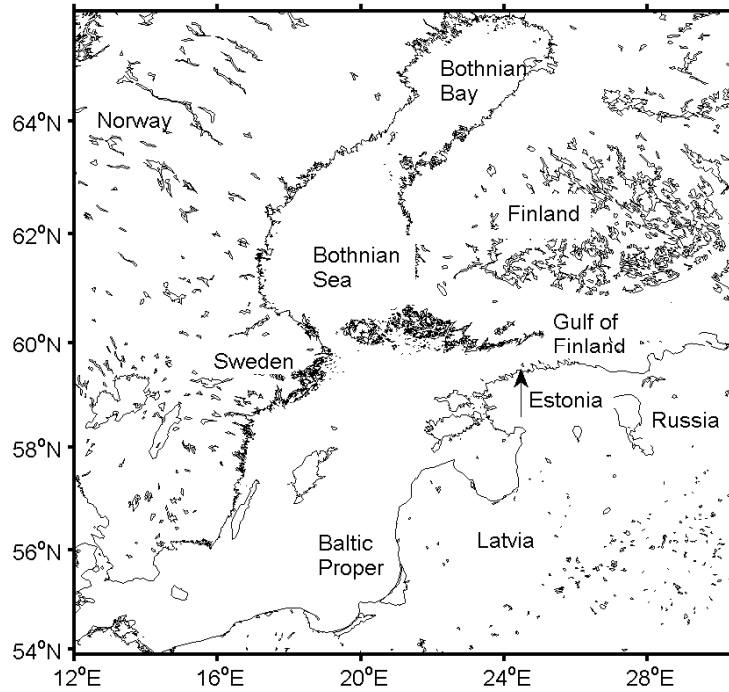 Bothnian
Bay
Norway
64°N
Finland
62°N
Bothnian
Sea
Gulf of
Finland
60°N
Sweden
Estonia
Russia
58°N
Latvia
56°N
Baltic
Proper
54°N
12°E
16°E
20°E
24°E
28°E